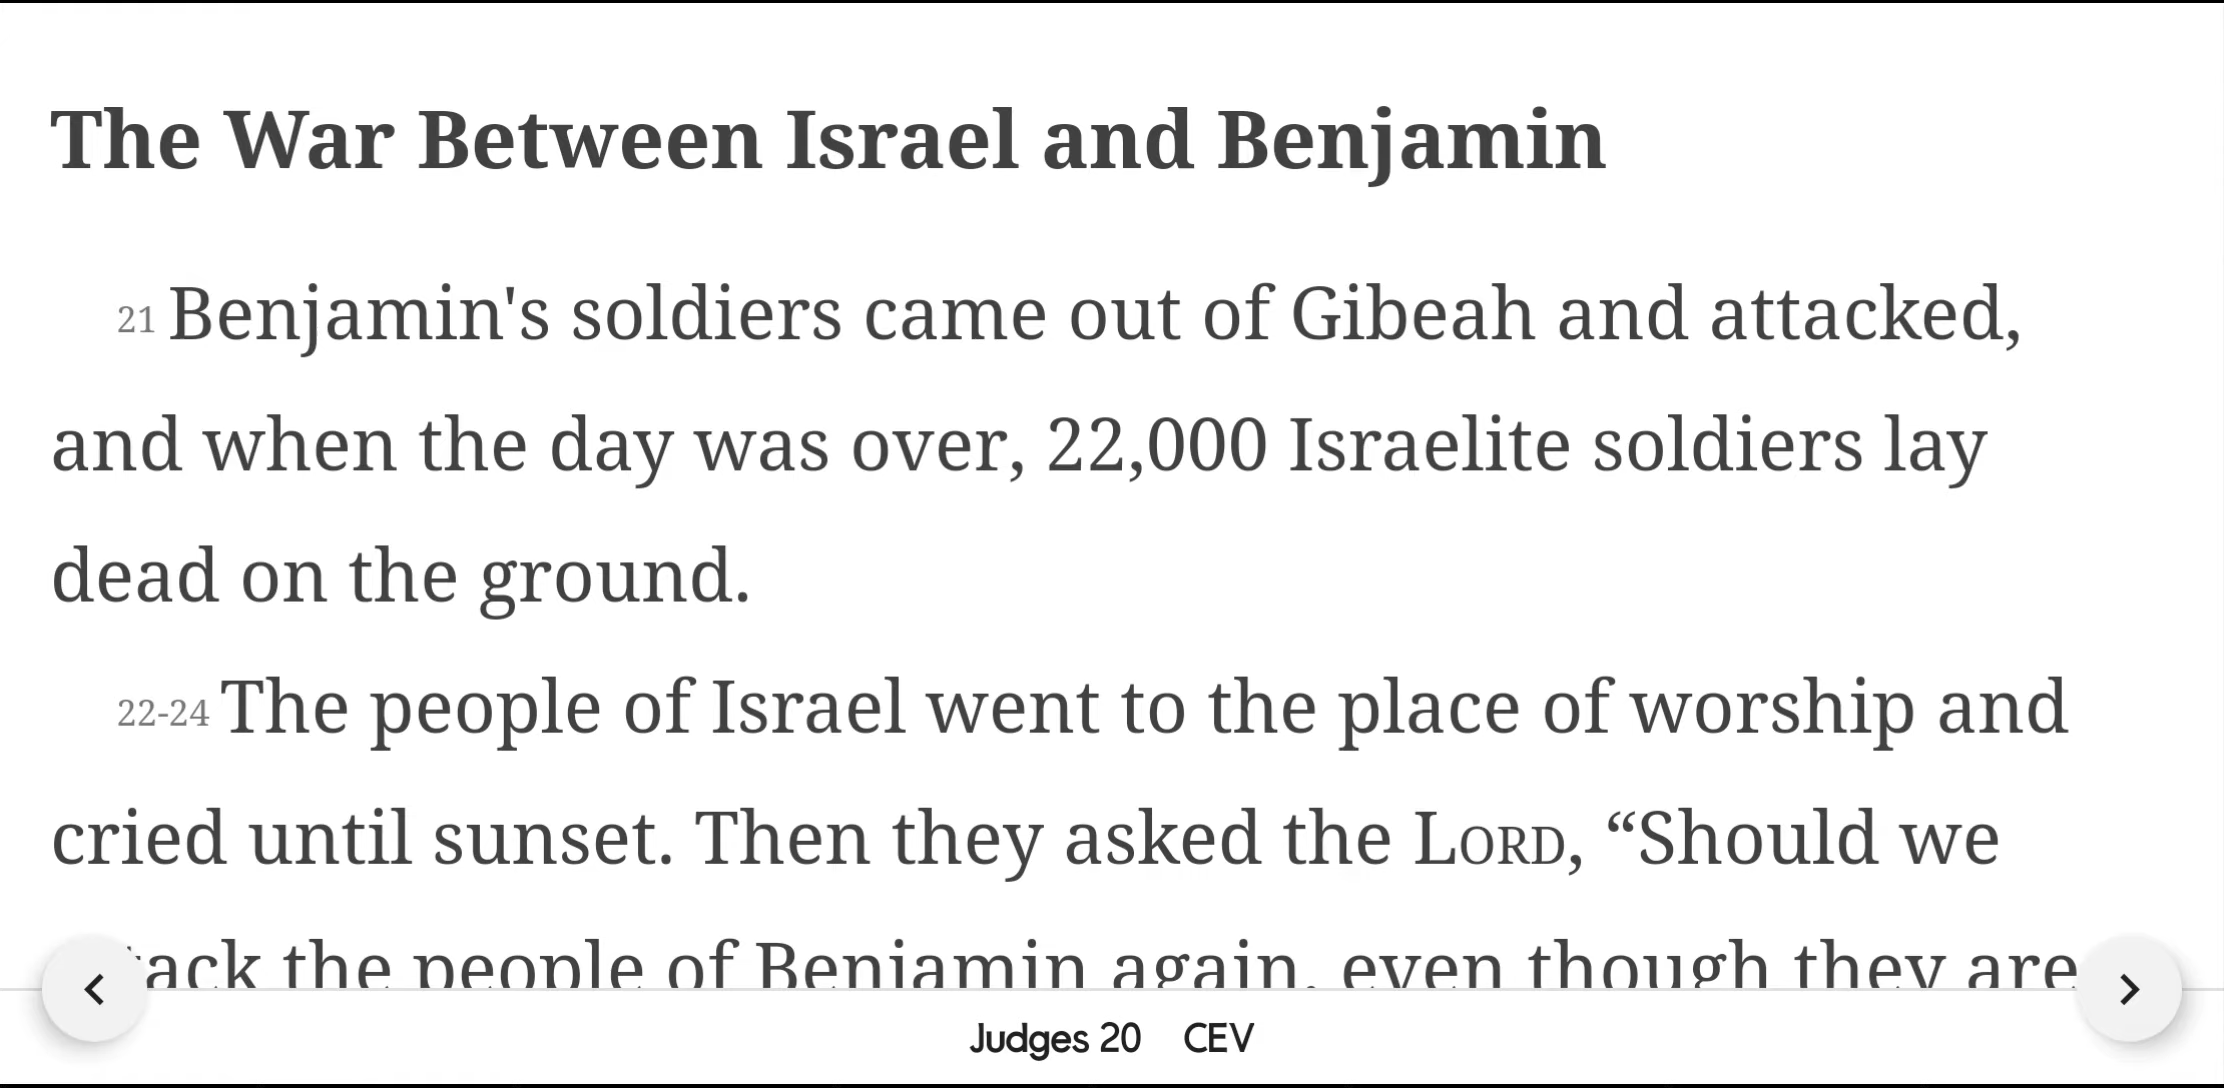 The War Between Israel and Benjamin
21 Benjamin's soldiers came out of Gibeah and attacked,
and when the day was over, 22,000 Israelite soldiers lay
dead on the ground.
22-24 The people of Israel went to the place of worship and
cried until sunset. Then they asked the LORD, “Should we
the people of Benjamin again, even though they are
Judges 20 CEV